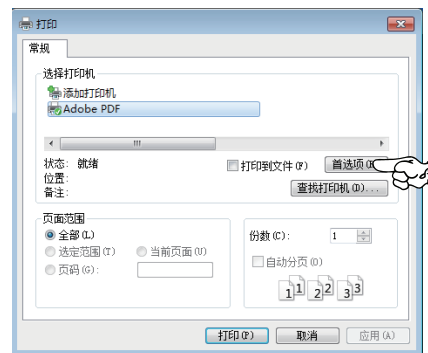 打印
常规
选择打印机
添加打印机
Adobe PDF
状态: 就绪
打印到文件(F) 首选项(R)
位置:
查找打印机(D)...
备注:
页面范围
全部(L)
份数(C): 1
选定范围(T) 当前页面(U)
自动分页(O)
页码(G):
11 22 33
打印(P) 取消 应用(A)